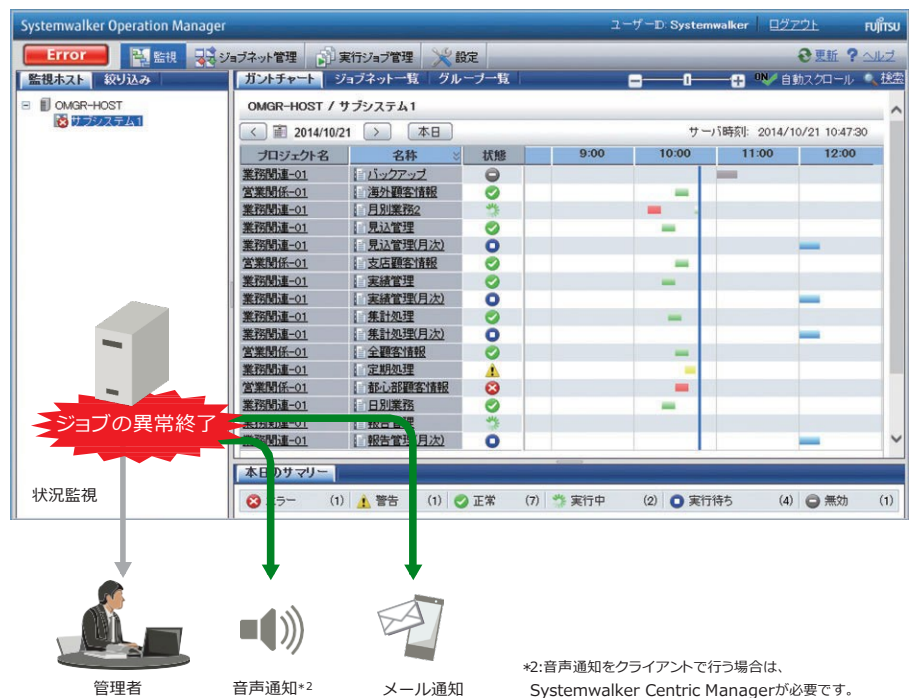 Systemwalker Operation Manager ユーザーID: Systemwalker ログアウト FUJITSU
Error 監視 ジョブネット管理 実行ジョブ管理 設定 更新 ? ヘルプ
監視ホスト 絞り込み ガントチャート ジョブネット一覧 グループ一覧 ON 自動スクロール 検索
OMGR-HOST
サブシステム1
OMGR-HOST / サブシステム1
< 2014/10/21 > 本日 サーバ時刻: 2014/10/21 10:47:30
プロジェクト名 名称 状態 9:00 10:00 11:00 12:00
業務関連-01 バックアップ
営業関係-01 海外顧客情報
業務関連-01 月別業務2
業務関連-01 見込管理
業務関連-01 見込管理(月次)
営業関係-01 支店顧客情報
業務関連-01 実績管理
業務関連-01 実績管理(月次)
業務関連-01 集計処理
業務関連-01 集計処理(月次)
営業関係-01 全顧客情報
業務関連-01 定期処理
営業関係-01 都心部顧客情報
業務関連-01 日別業務
業務関連-01 報告管理
業務関連-01 報告管理(月次)
ジョブの異常終了
状況監視
本日のサマリー
エラー (1) 警告 (1) 正常 (7) 実行中 (2) 実行待ち (4) 無効 (1)
管理者
音声通知*2
メール通知
*2:音声通知をクライアントで行う場合は、
Systemwalker Centric Managerが必要です。